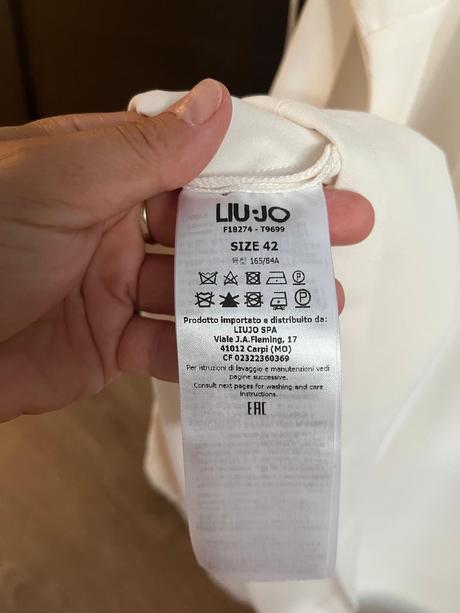 LIU·JO
F18274 - T9699
SIZE 42
号型 165/84A
Prodotto importato e distribuito da:
LIUJO SPA
Viale J.A.Fleming, 17
41012 Carpi (MO)
CF 02322360369
Per istruzioni di lavaggio e manutenzioni vedi
pagine successive.
Consult next pages for washing and care
instructions.
EAC